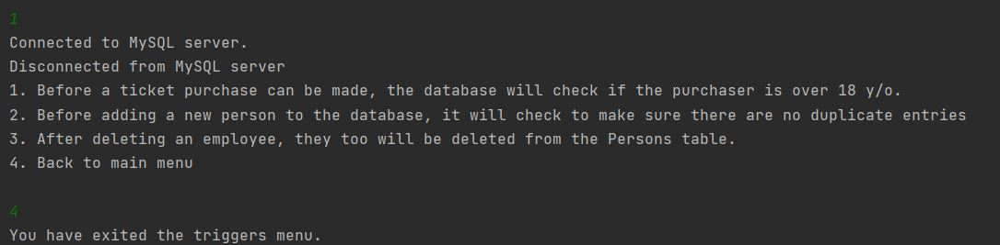 1
Connected to MySQL server.
Disconnected from MySQL server
1. Before a ticket purchase can be made, the database will check if the purchaser is over 18 y/o.
2. Before adding a new person to the database, it will check to make sure there are no duplicate entries
3. After deleting an employee, they too will be deleted from the Persons table.
4. Back to main menu
4
You have exited the triggers menu.